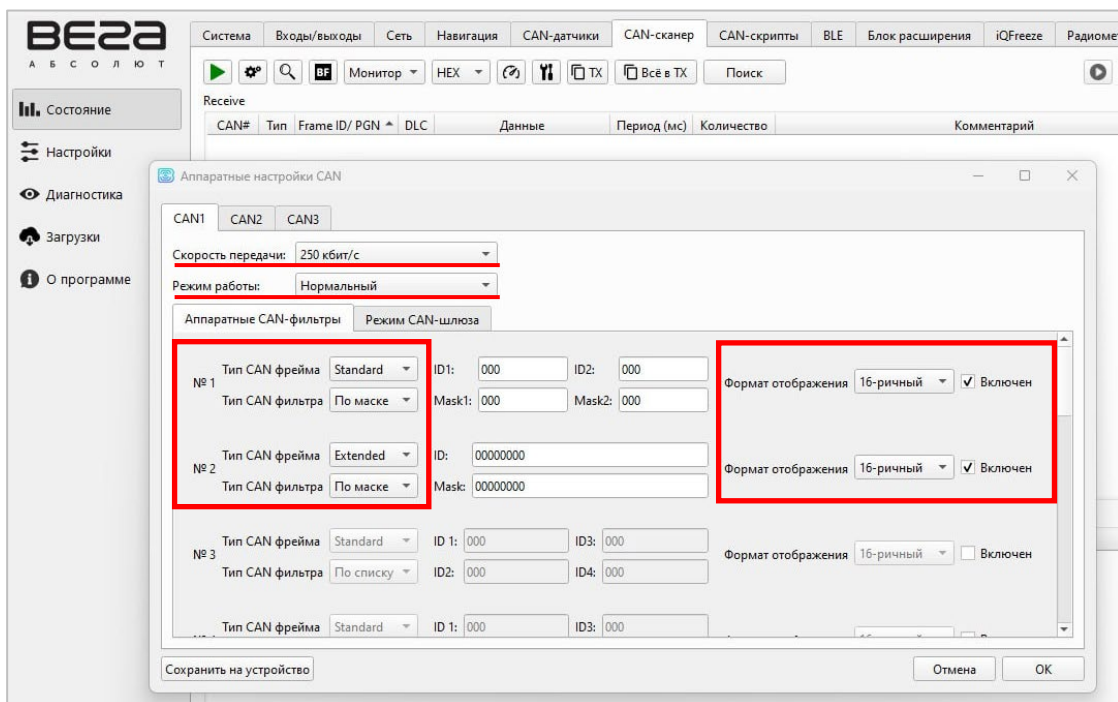 ВЕГА
АБСОЛЮТ
Система Входы/выходы Сеть Навигация CAN-датчики CAN-сканер CAN-скрипты BLE Блок расширения iQFreeze
BF Монитор HEX TX Всё в TX Поиск
Receive
CAN# Тип Frame ID/ PGN DLC Данные Период (мс) Количество Комментарий
Состояние
Настройки
Диагностика
Загрузки
О программе
Аппаратные настройки CAN
CAN1 CAN2 CAN3
Скорость передачи: 250 кбит/с
Режим работы: Нормальный
Аппаратные CAN-фильтры Режим CAN-шлюза
№ 1
Тип CAN фрейма Standard ID1: 000 ID2: 000
Тип CAN фильтра По маске Mask1: 000 Mask2: 000
Формат отображения 16-ричный Включен
№ 2
Тип CAN фрейма Extended ID: 00000000
Тип CAN фильтра По маске Mask: 00000000
Формат отображения 16-ричный Включен
№ 3
Тип CAN фрейма Standard ID 1: 000 ID3: 000
Тип CAN фильтра По списку ID2: 000 ID4: 000
Формат отображения 16-ричный Включен
Тип CAN фрейма Standard ID 1: 000 ID3: 000
Сохранить на устройство Отмена OK